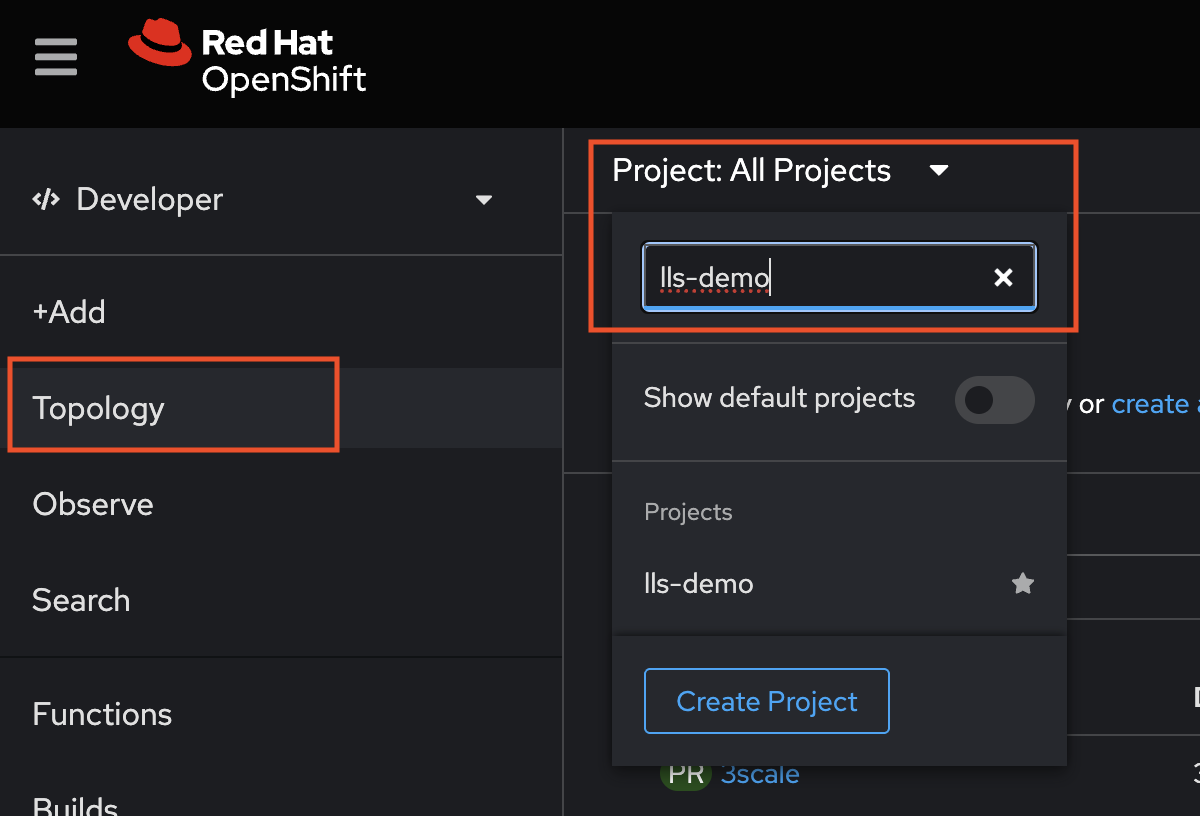 Red Hat
OpenShift
Developer
+Add
Topology
Observe
Search
Functions
Builds
Project: All Projects
lls-demo
Show default projects
or create
Projects
lls-demo
Create Project
PR 3scale